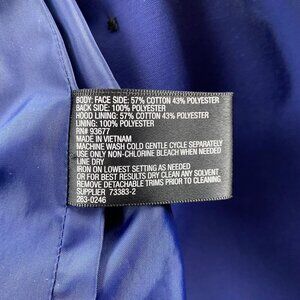 BODY: FACE SIDE: 57% COTTON 43% POLYESTER
BACK SIDE: 100% POLYESTER
HOOD LINING: 57% COTTON 43% POLYESTER
LINING: 100% POLYESTER
RN# 93677
MADE IN VIETNAM
MACHINE WASH COLD GENTLE CYCLE SEPARATELY
USE ONLY NON-CHLORINE BLEACH WHEN NEEDED
LINE DRY
IRON ON LOWEST SETTING AS NEEDED
OR FOR BEST RESULTS DRY CLEAN ANY SOLVENT
REMOVE DETACHABLE TRIMS PRIOR TO CLEANING
SUPPLIER 73383-2
263-0246